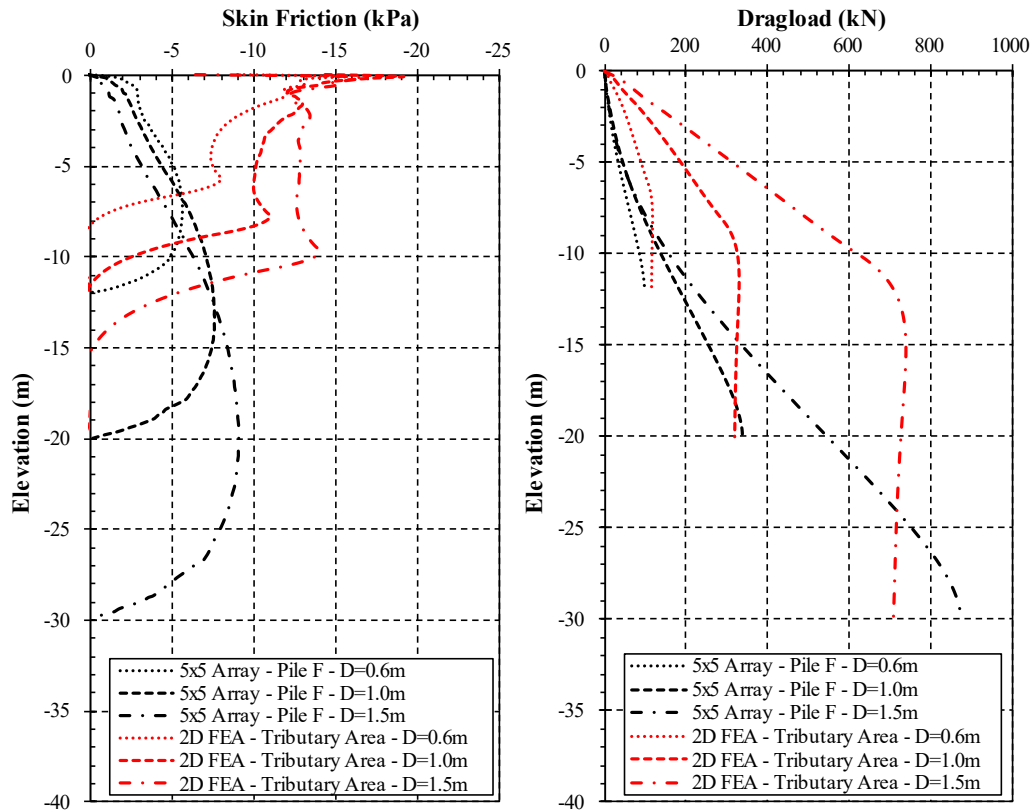 Skin Friction (kPa)
0 -5 -10 -15 -20 -25
0
-5
-10
-15
-20
-25
-30
-35
-40
Elevation (m)
5x5 Array - Pile F - D=0.6m
5x5 Array - Pile F - D=1.0m
5x5 Array - Pile F - D=1.5m
2D FEA - Tributary Area - D=0.6m
2D FEA - Tributary Area - D=1.0m
2D FEA - Tributary Area - D=1.5m
Dragload (kN)
0 200 400 600 800 1000
0
-5
-10
-15
-20
-25
-30
-35
-40
Elevation (m)
5x5 Array - Pile F - D=0.6m
5x5 Array - Pile F - D=1.0m
5x5 Array - Pile F - D=1.5m
2D FEA - Tributary Area - D=0.6m
2D FEA - Tributary Area - D=1.0m
2D FEA - Tributary Area - D=1.5m